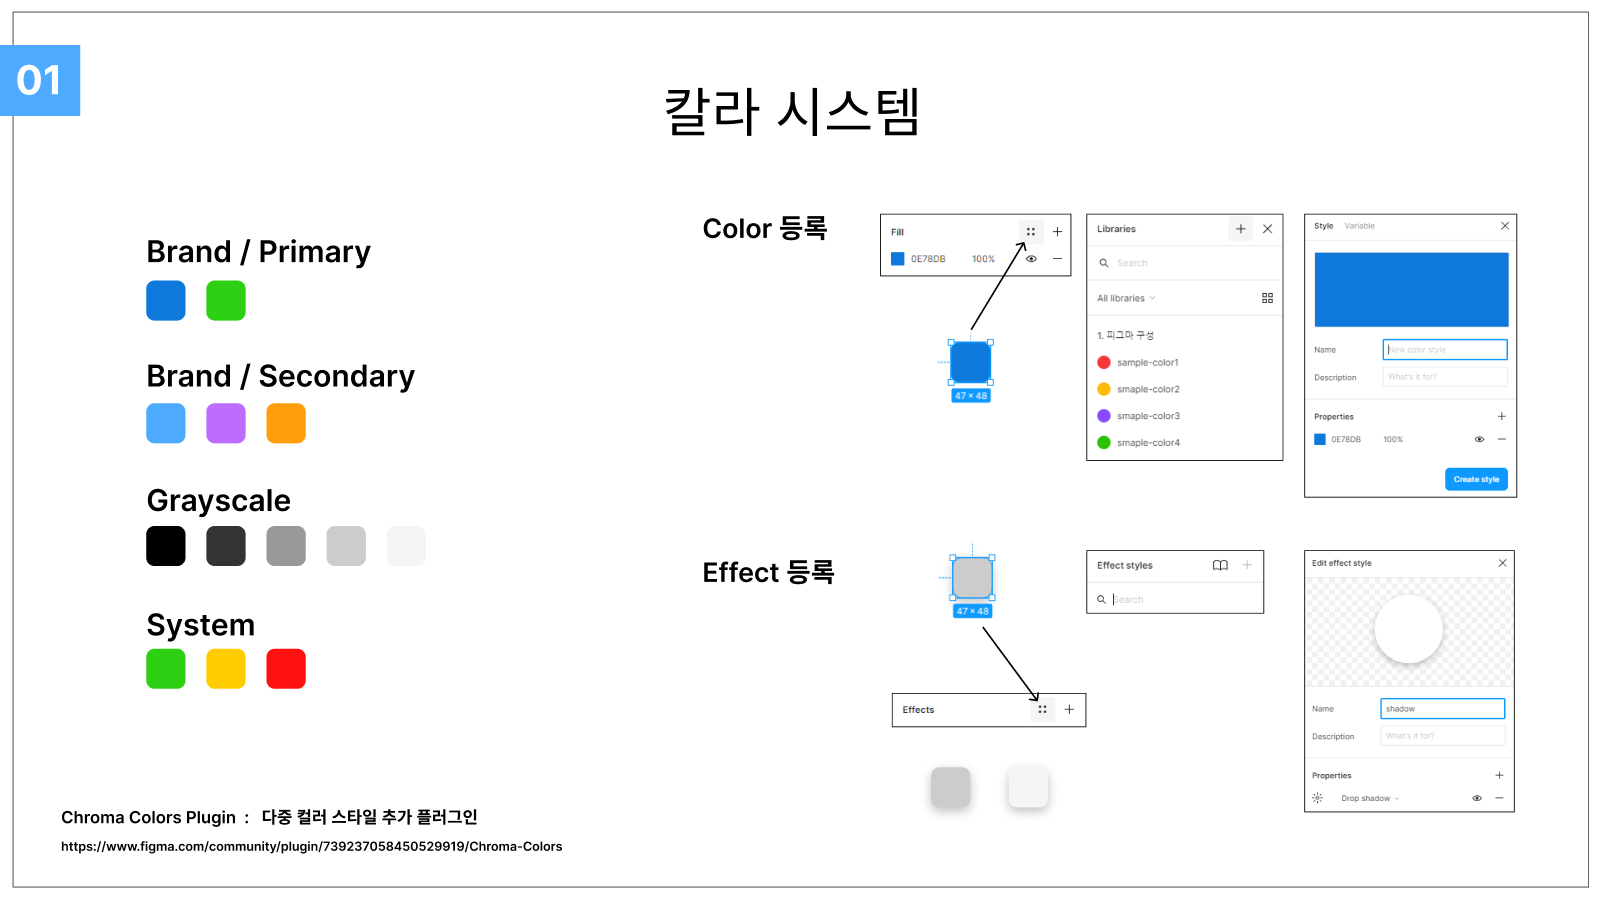 01
칼라 시스템
Brand / Primary
Brand / Secondary
Grayscale
System
Chroma Colors Plugin : 다중 컬러 스타일 추가 플러그인
https://www.figma.com/community/plugin/739237058450529919/Chroma-Colors
Color 등록
Fill
0E78DB 100%
47 × 48
Libraries
Search
All libraries
1. 피그마 구성
sample-color1
smaple-color2
smaple-color3
smaple-color4
Style Variable
Name New color style
Description What's it for?
Properties
0E78DB 100%
Create style
Effect 등록
47 × 48
Effects
Effect styles
Search
Edit effect style
Name shadow
Description What's it for?
Properties
Drop shadow